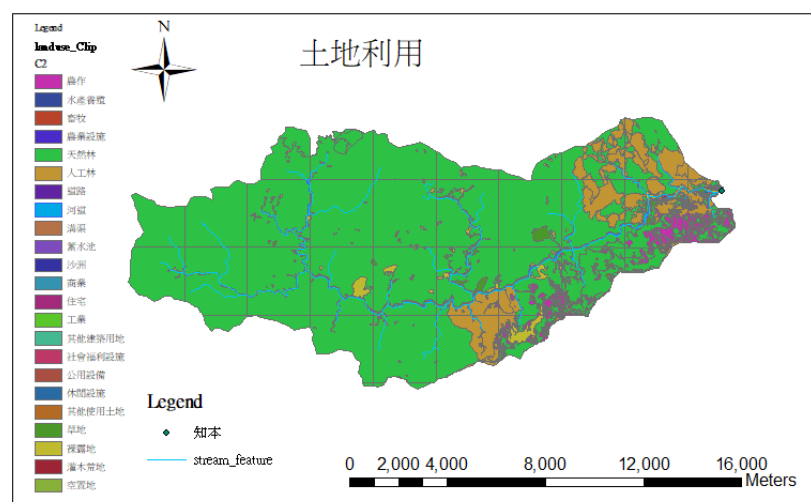 Legend
landuse_Clip
C2
農作
水產養殖
畜牧
農業設施
天然林
人工林
道路
河道
溝渠
蓄水池
沙洲
商業
住宅
工業
其他建築用地
社會福利設施
公用設備
休閒設施
其他使用土地
草地
裸露地
灌木荒地
空置地
N
土地利用
Legend
知本
stream_feature
0 2,000 4,000 8,000 12,000 16,000
Meters